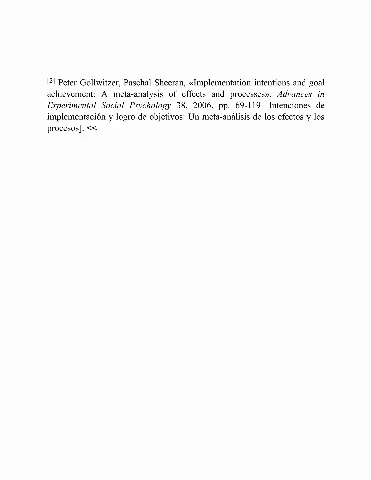 [2] Peter Gollwitzer, Paschal Sheeran, «Implementation intentions and goal
achievement: A meta-analysis of effects and processes», Advances in
Experimental Social Psychology 38, 2006, pp. 69-119 [Intenciones de
implementación y logro de objetivos: Un meta-análisis de los efectos y los
procesos]. <<